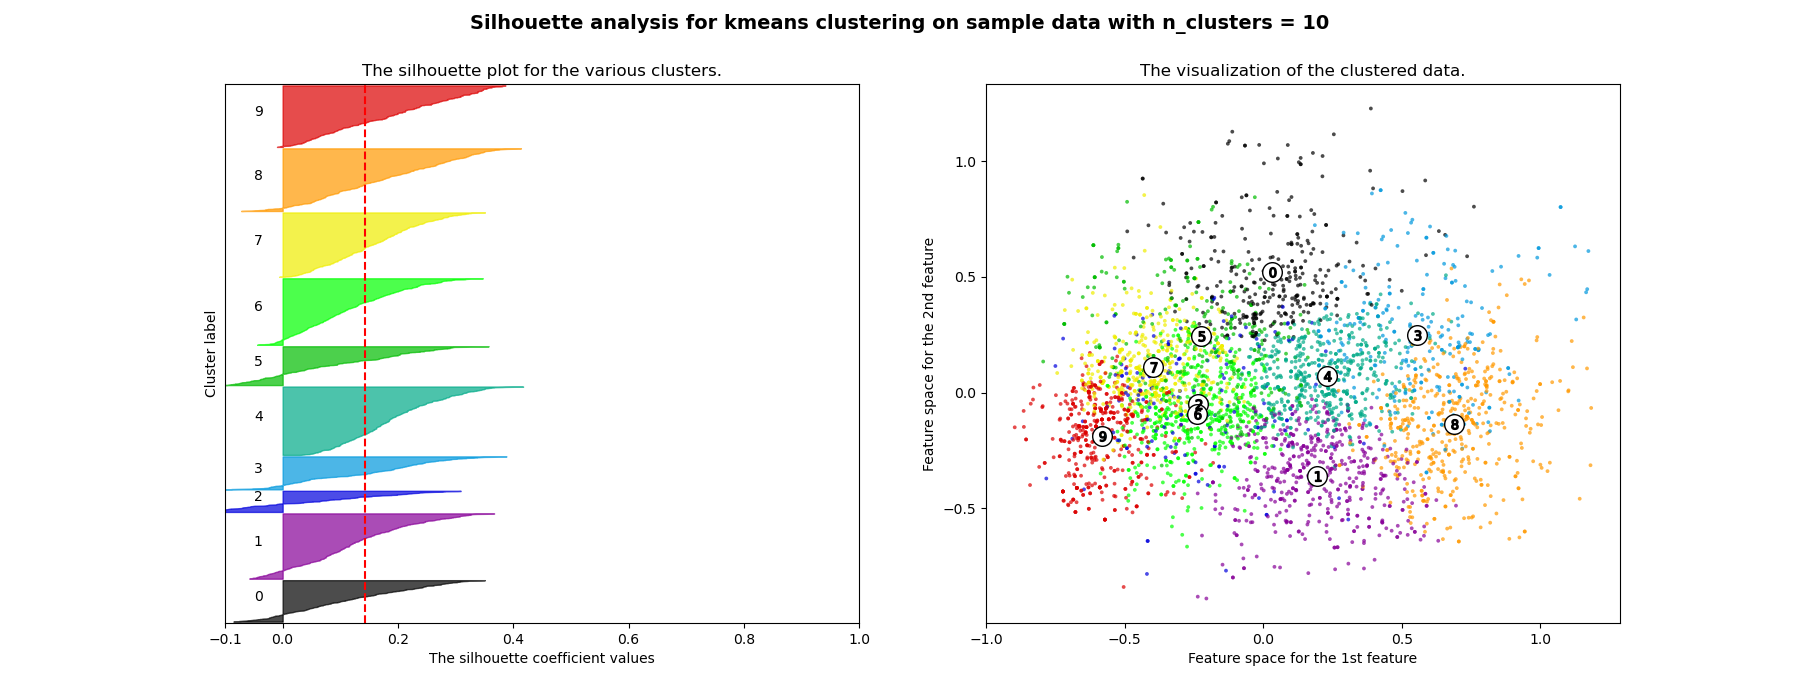 Silhouette analysis for kmeans clustering on sample data with n_clusters = 10
The silhouette plot for the various clusters.
Cluster label
9
8
7
6
5
4
3
2
1
0
−0.1 0.0 0.2 0.4 0.6 0.8 1.0
The silhouette coefficient values
The visualization of the clustered data.
Feature space for the 2nd feature
1.0
0.5
0.0
−0.5
0
5
3
7
4
2
6
8
9
1
−1.0 −0.5 0.0 0.5 1.0
Feature space for the 1st feature